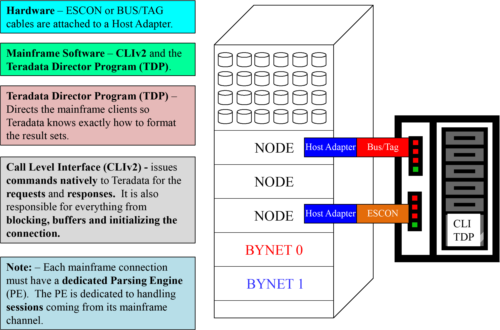 Hardware – ESCON or BUS/TAG
cables are attached to a Host Adapter.
Mainframe Software – CLIv2 and the
Teradata Director Program (TDP).
Teradata Director Program (TDP) –
Directs the mainframe clients so
Teradata knows exactly how to format
the result sets.
Call Level Interface (CLIv2) - issues
commands natively to Teradata for the
requests and responses. It is also
responsible for everything from
blocking, buffers and initializing the
connection.
Note: – Each mainframe connection
must have a dedicated Parsing Engine
(PE). The PE is dedicated to handling
sessions coming from its mainframe
channel.
NODE
Host Adapter
Bus/Tag
NODE
NODE
Host Adapter
ESCON
BYNET 0
BYNET 1
CLI
TDP